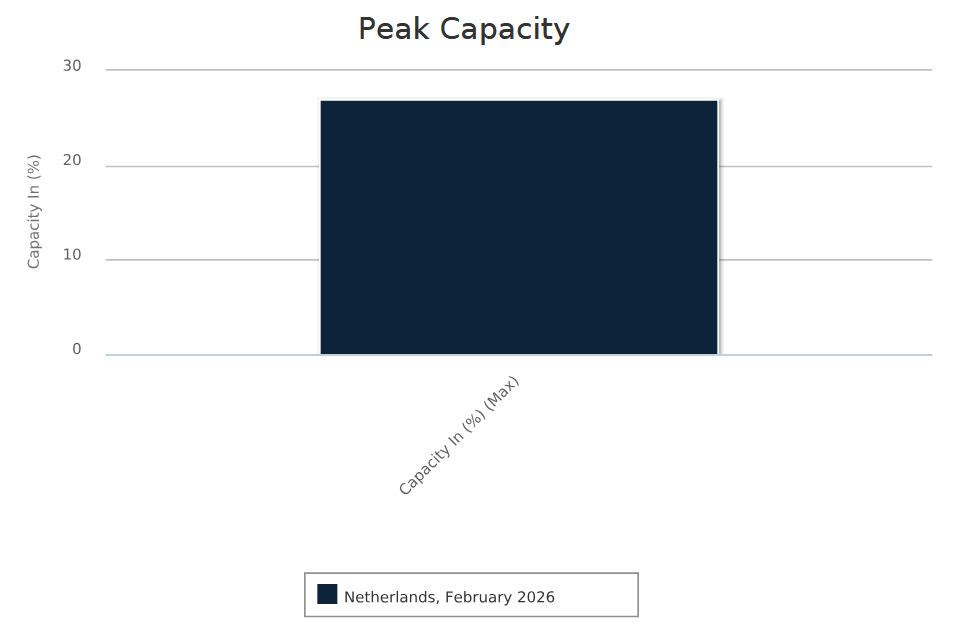 Peak Capacity
30
20
10
0
Capacity In (%)
Capacity In (%) (Max)
Netherlands, February 2026